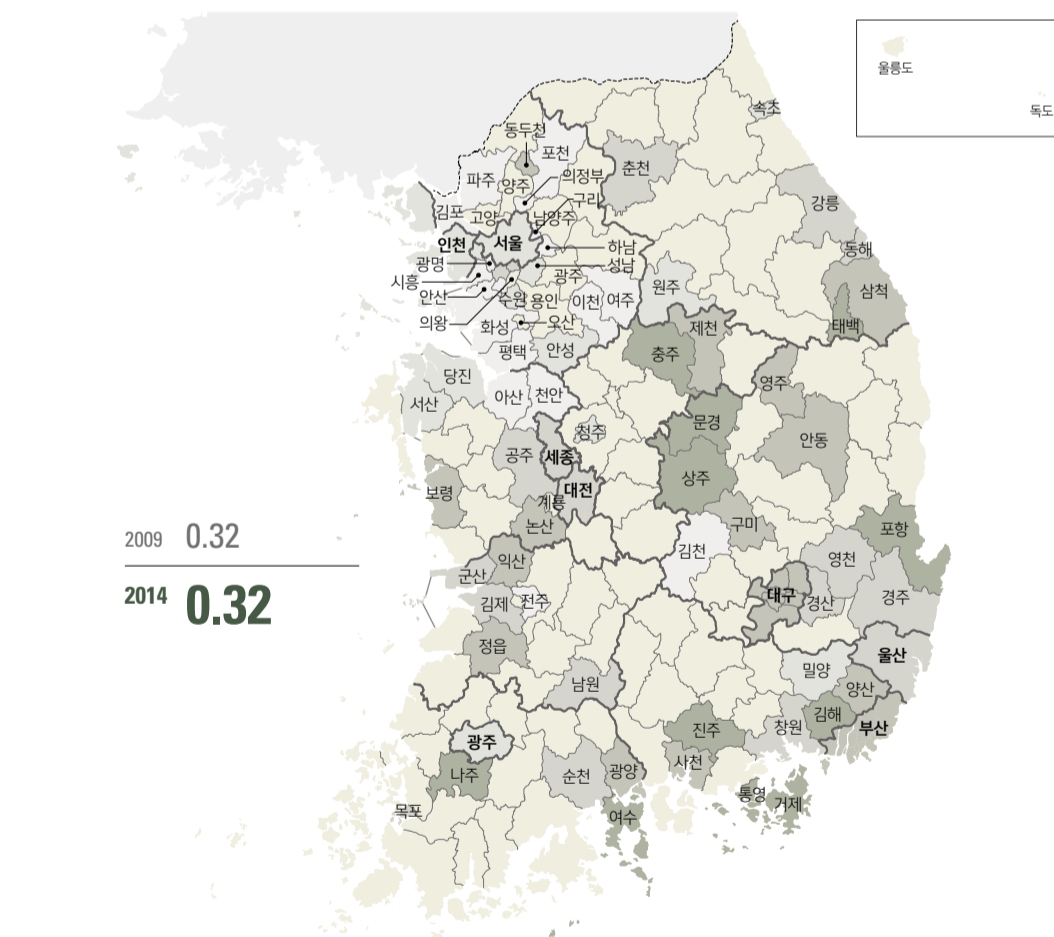 울릉도
독도
속초
동두천
포천
춘천
파주
양주
의정부
구리
김포
고양
남양주
강릉
인천
서울
하남
동해
광명
성남
시흥
광주
삼척
안산
수원
용인
이천
여주
원주
의왕
화성
오산
제천
태백
평택
안성
충주
당진
영주
아산
천안
서산
문경
청주
안동
공주
세종
상주
보령
대전
계룡
논산
구미
포항
2009 0.32
김천
익산
영천
군산
2014 0.32
김제
전주
대구
경산
경주
정읍
울산
밀양
남원
양산
김해
창원
부산
진주
광주
사천
나주
순천
광양
통영
거제
목포
여수